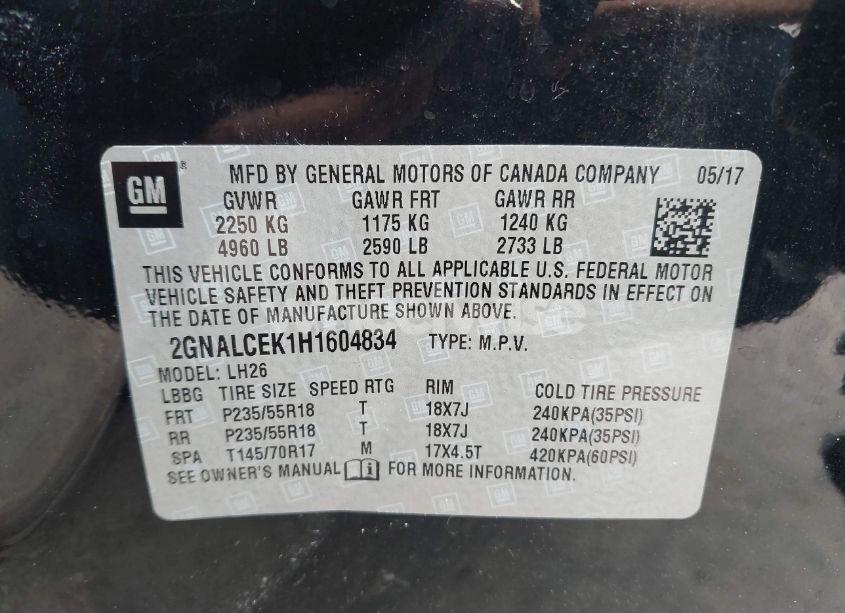 GM
®
MFD BY GENERAL MOTORS OF CANADA COMPANY 05/17
GVWR GAWR FRT GAWR RR
2250 KG 1175 KG 1240 KG
4960 LB 2590 LB 2733 LB
THIS VEHICLE CONFORMS TO ALL APPLICABLE U.S. FEDERAL MOTOR
VEHICLE SAFETY AND THEFT PREVENTION STANDARDS IN EFFECT ON
THE DATE OF MANUFACTURE SHOWN ABOVE.
2GNALCEK1H1604834 TYPE: M.P.V.
MODEL: LH26
LBBG TIRE SIZE SPEED RTG RIM COLD TIRE PRESSURE
FRT P235/55R18 T 18X7J 240KPA(35PSI)
RR P235/55R18 T 18X7J 240KPA(35PSI)
SPA T145/70R17 M 17X4.5T 420KPA(60PSI)
SEE OWNER'S MANUAL i FOR MORE INFORMATION.